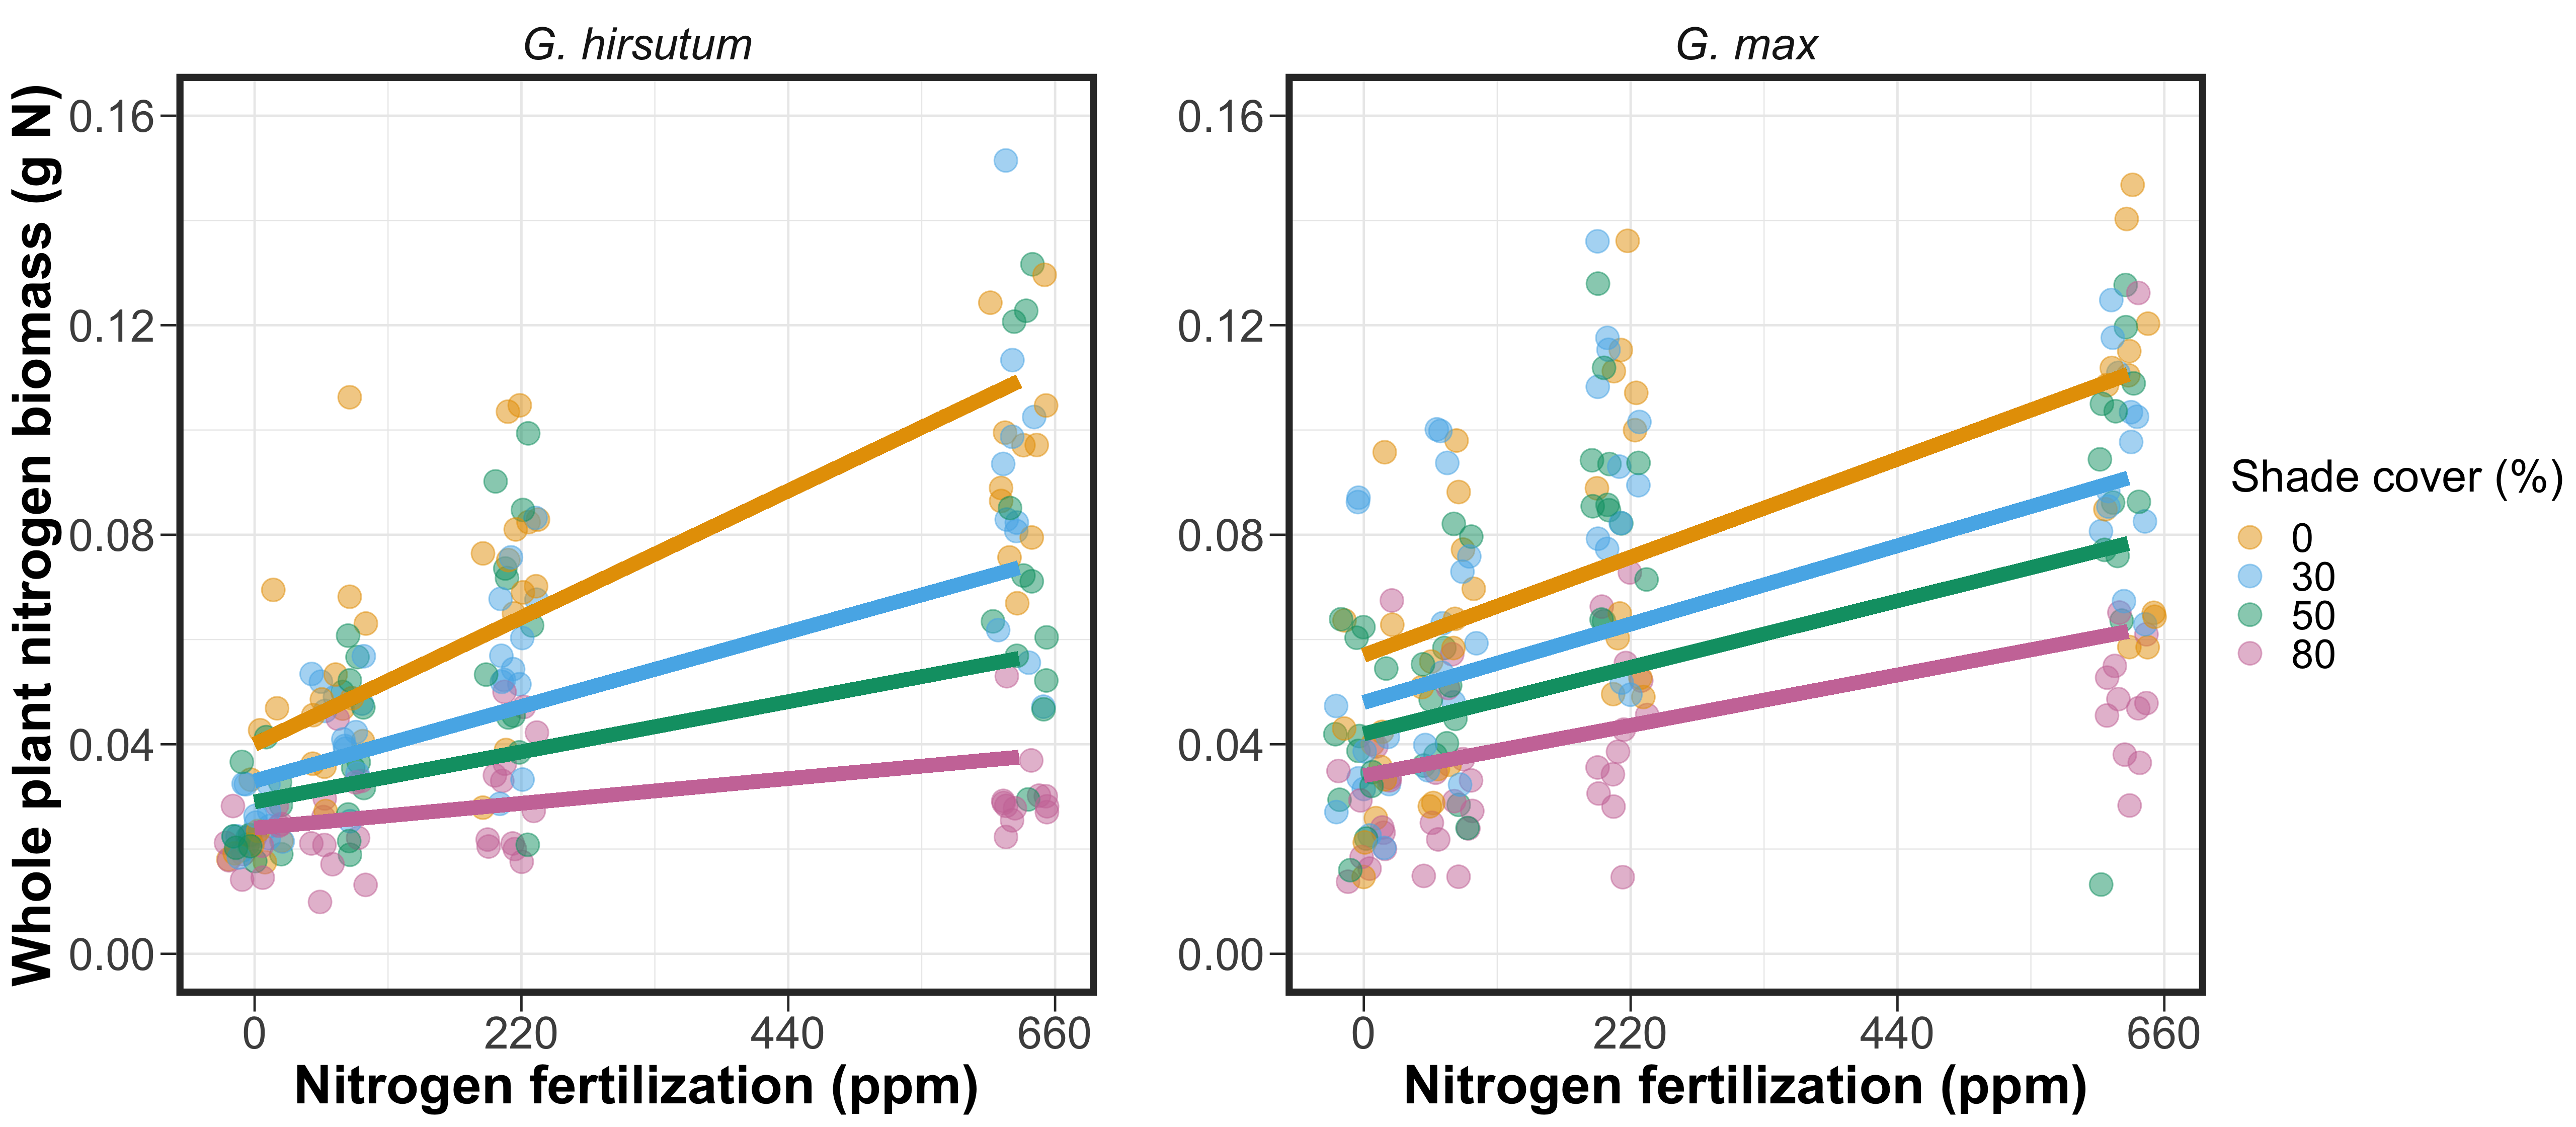 G. hirsutum
G. max
Whole plant nitrogen biomass (g N)
0.16
0.12
0.08
0.04
0.00
0.16
0.12
0.08
0.04
0.00
0 220 440 660
0 220 440 660
Nitrogen fertilization (ppm)
Nitrogen fertilization (ppm)
Shade cover (%)
0
30
50
80